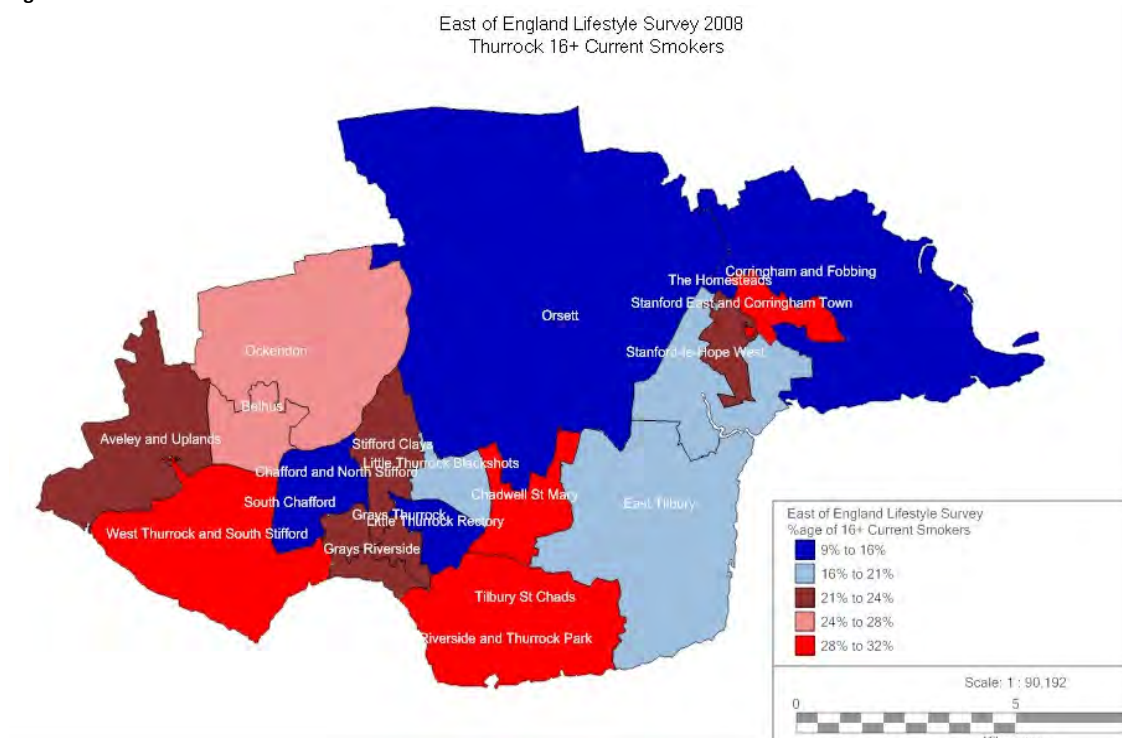 East of England Lifestyle Survey 2008
Thurrock 16+ Current Smokers
Corringham and Fobbing
The Homesteads
Stanford East and Corringham Town
Orsett
Stanford-le-Hope West
Ockendon
Belhus
Aveley and Uplands
Stifford Clays
Little Thurrock Blackshots
Chafford and North Stifford
Chadwell St Mary
South Chafford
East Tilbury
Grays Thurrock
Little Thurrock Rectory
West Thurrock and South Stifford
Grays Riverside
Tilbury St Chads
Riverside and Thurrock Park
East of England Lifestyle Survey
%age of 16+ Current Smokers
9% to 16%
16% to 21%
21% to 24%
24% to 28%
28% to 32%
Scale: 1 : 90,192
0 5